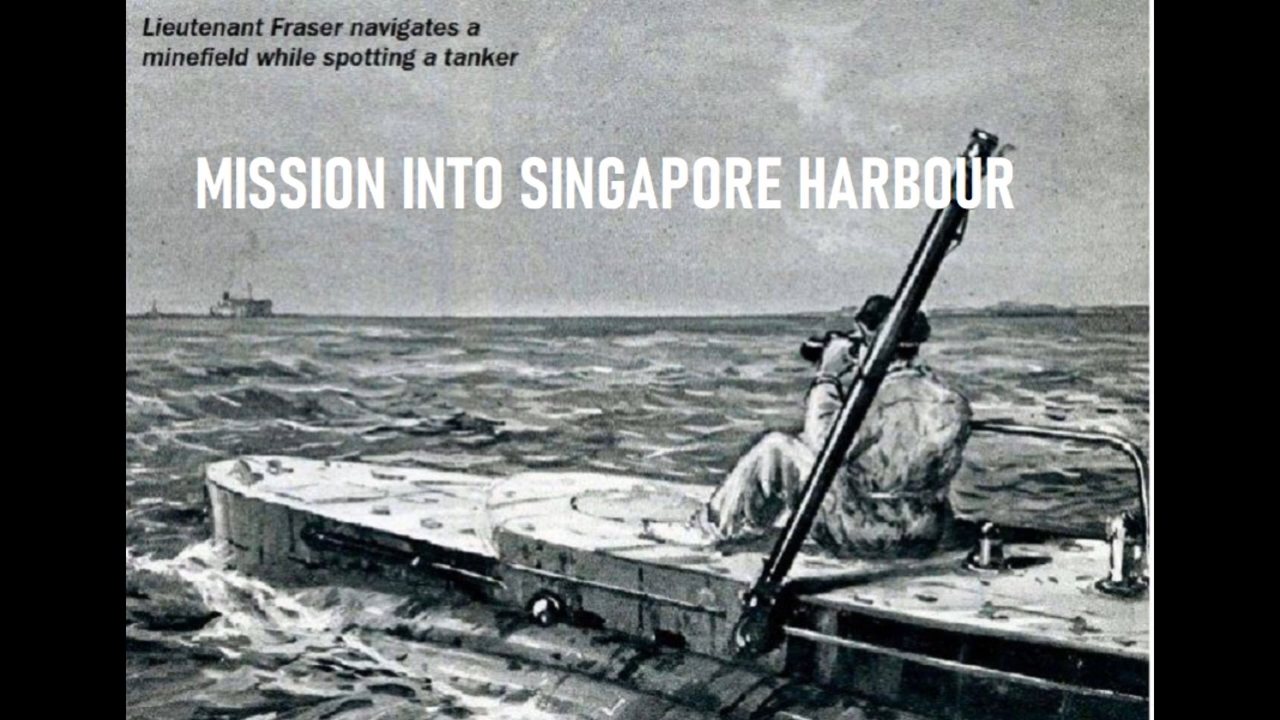 Lieutenant Fraser navigates a
minefield while spotting a tanker
MISSION INTO SINGAPORE HARBOUR